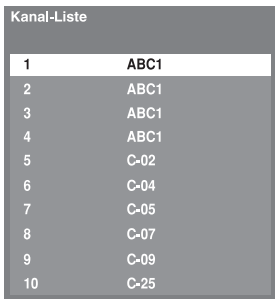 Kanal-Liste
1 ABC1
2 ABC1
3 ABC1
4 ABC1
5 C-02
6 C-04
7 C-05
8 C-07
9 C-09
10 C-25